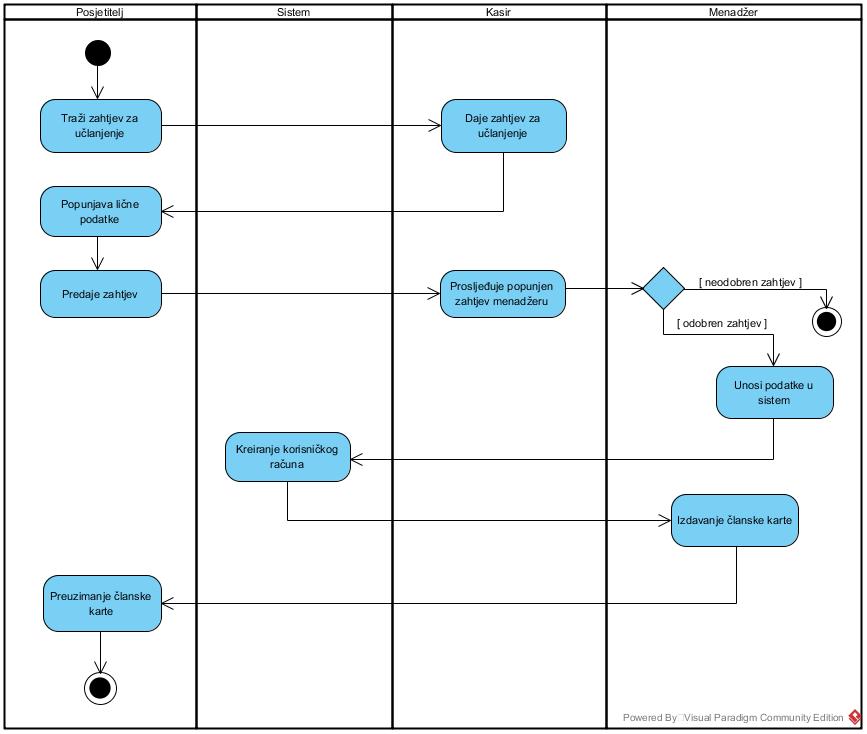 Posjetitelj
Sistem
Kasir
Menadžer
Traži zahtjev za
učlanjenje
Daje zahtjev za
učlanjenje
Popunjava lične
podatke
Predaje zahtjev
Prosljeđuje popunjen
zahtjev menadžeru
[ neodobren zahtjev ]
[ odobren zahtjev ]
Unosi podatke u
sistem
Kreiranje korisničkog
računa
Izdavanje članske karte
Preuzimanje članske
karte
Powered By Visual Paradigm Community Edition